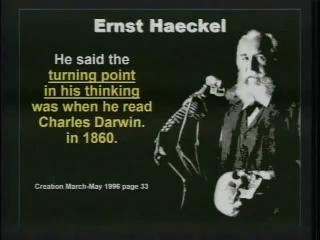 Ernst Haeckel
He said the
turning point
in his thinking
was when he read
Charles Darwin.
in 1860.
Creation March-May 1996 page 33